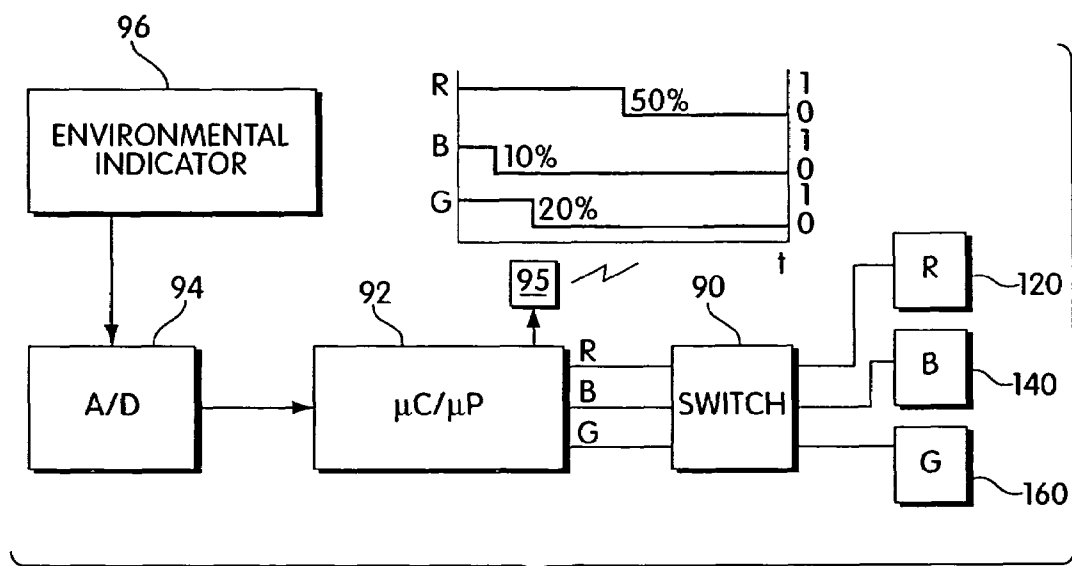 96
ENVIRONMENTAL
INDICATOR
R
50%
1
0
B
10%
1
0
G
20%
1
0
t
94
A/D
92
µC/µP
95
R
B
G
90
SWITCH
R
120
B
140
G
160